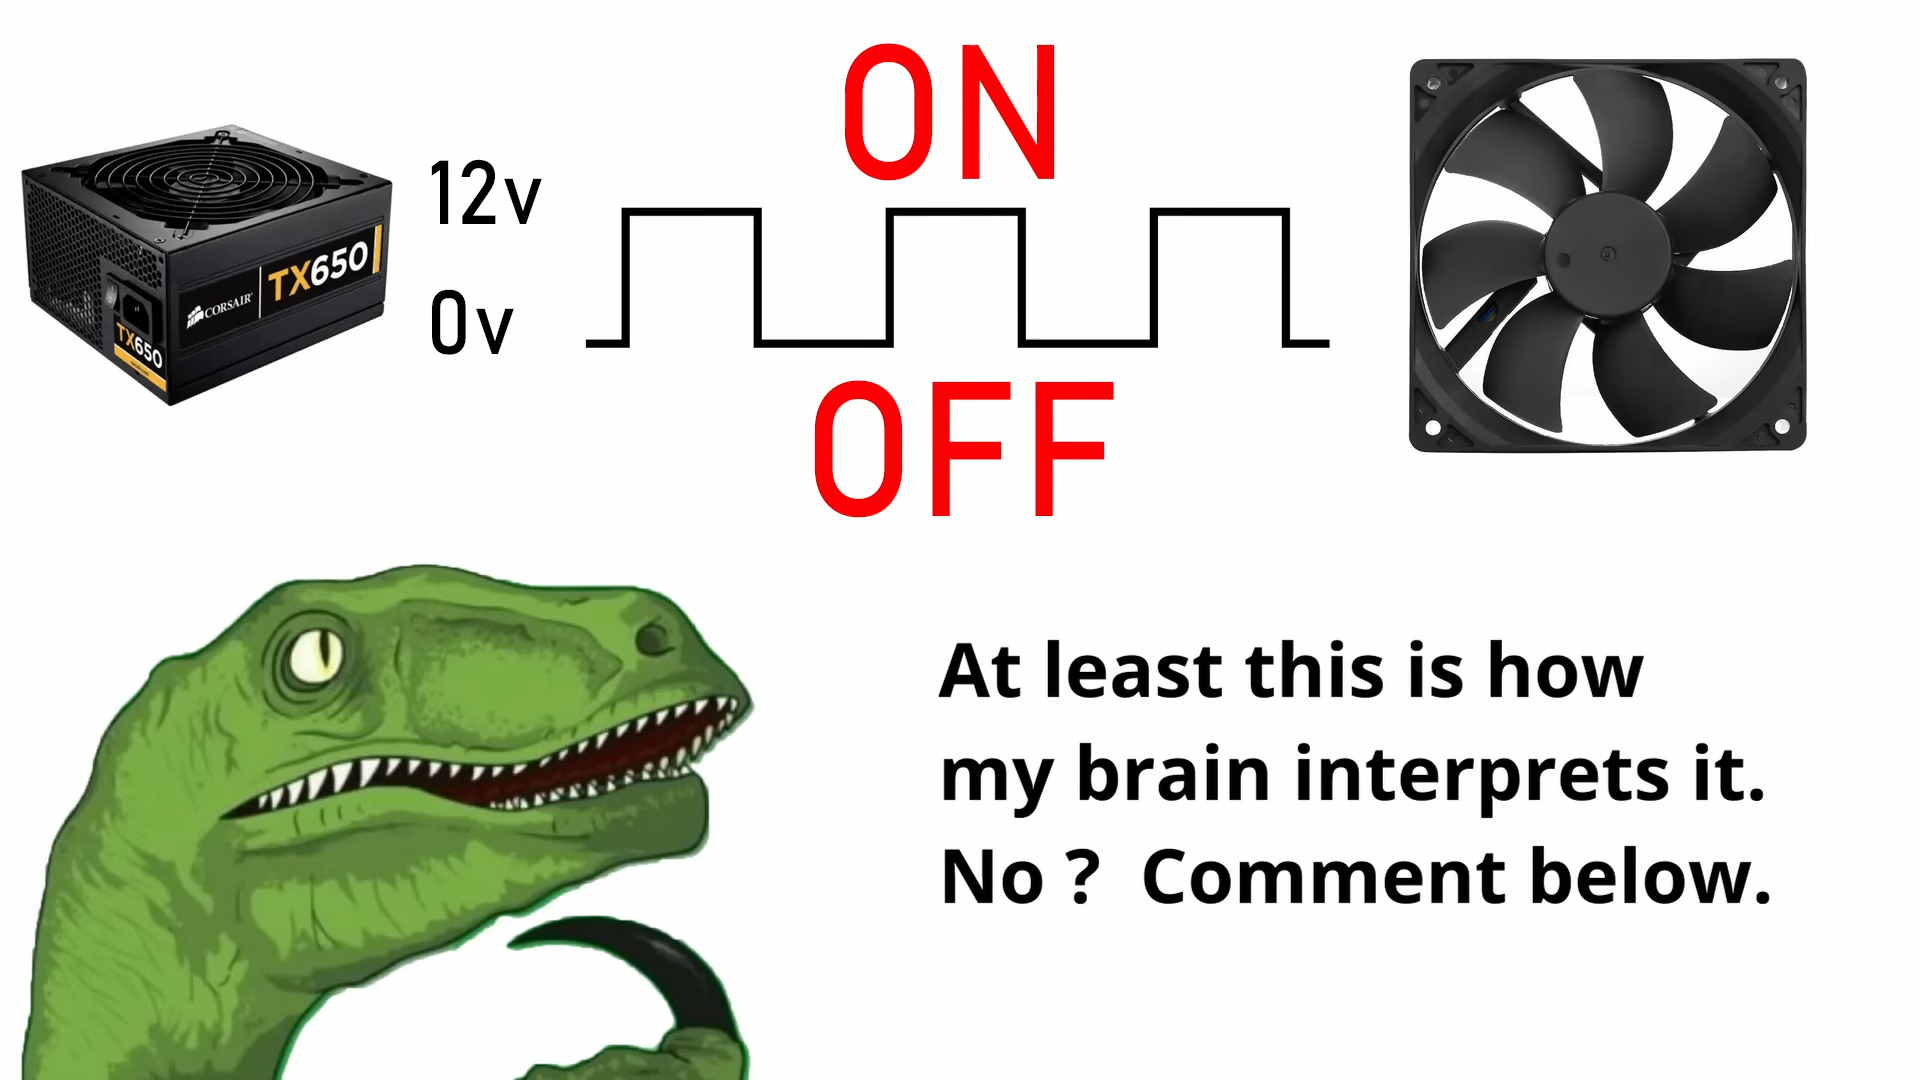 ON
12v
0v
OFF
CORSAIR
TX650
TX650
At least this is how
my brain interprets it.
No ? Comment below.